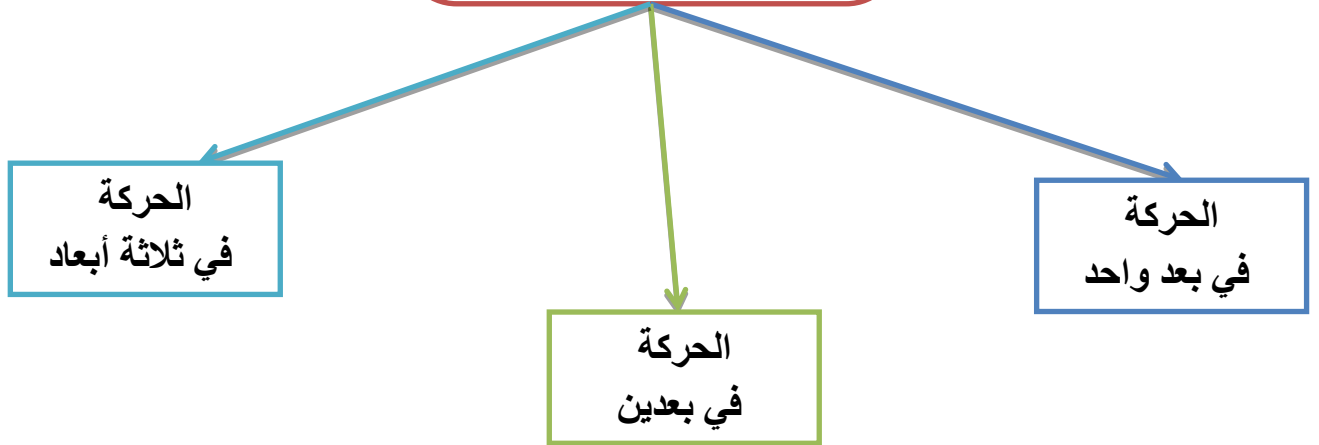 الحركة
في بعد واحد
الحركة
في بعدين
الحركة
في ثلاثة أبعاد